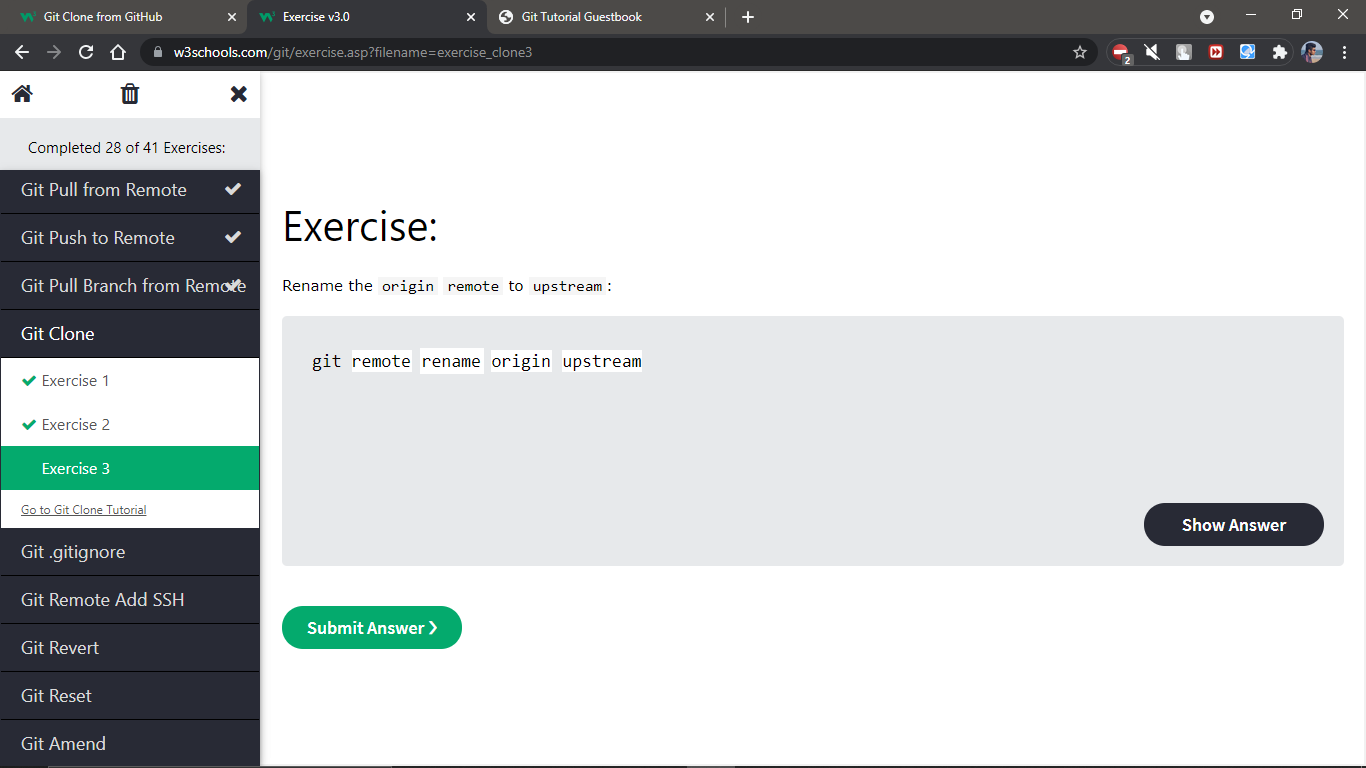 Git Clone from GitHub
Exercise v3.0
Git Tutorial Guestbook
w3schools.com/git/exercise.asp?filename=exercise_clone3
2
Completed 28 of 41 Exercises:
Git Pull from Remote
Git Push to Remote
Git Pull Branch from Remote
Git Clone
Exercise 1
Exercise 2
Exercise 3
Go to Git Clone Tutorial
Git .gitignore
Git Remote Add SSH
Git Revert
Git Reset
Git Amend
Exercise:
Rename the origin remote to upstream:
git remote rename origin upstream
Show Answer
Submit Answer ❯